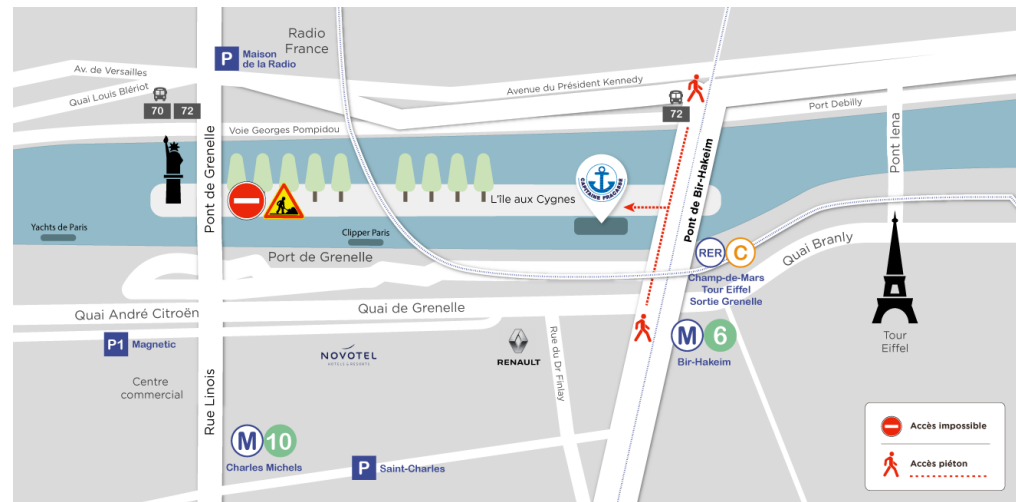 Radio
France
P
Maison
de la Radio
Av. de Versailles
Quai Louis Blériot
70
72
Avenue du Président Kennedy
72
Port Debilly
Voie Georges Pompidou
Pont de Grenelle
Pont Iena
Pont de Bir-Hakeim
CAPITAINE FRACASSE
L'île aux Cygnes
Yachts de Paris
Clipper Paris
Port de Grenelle
RER
C
Champ-de-Mars
Tour Eiffel
Sortie Grenelle
Quai Branly
Quai André Citroën
Quai de Grenelle
P1
Magnetic
NOVOTEL
HOTELS & RESORTS
RENAULT
Rue du Dr Finlay
M
6
Bir-Hakeim
Tour
Eiffel
Centre
commercial
Rue Linois
M
10
Charles Michels
P
Saint-Charles
Accès impossible
Accès piéton